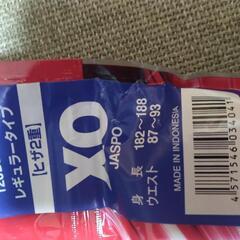 レギュラータイプ
[ヒザ2重]
XO
JASPO
身長 182〜188
ウエスト 87〜93
MADE IN INDONESIA
4571546103404